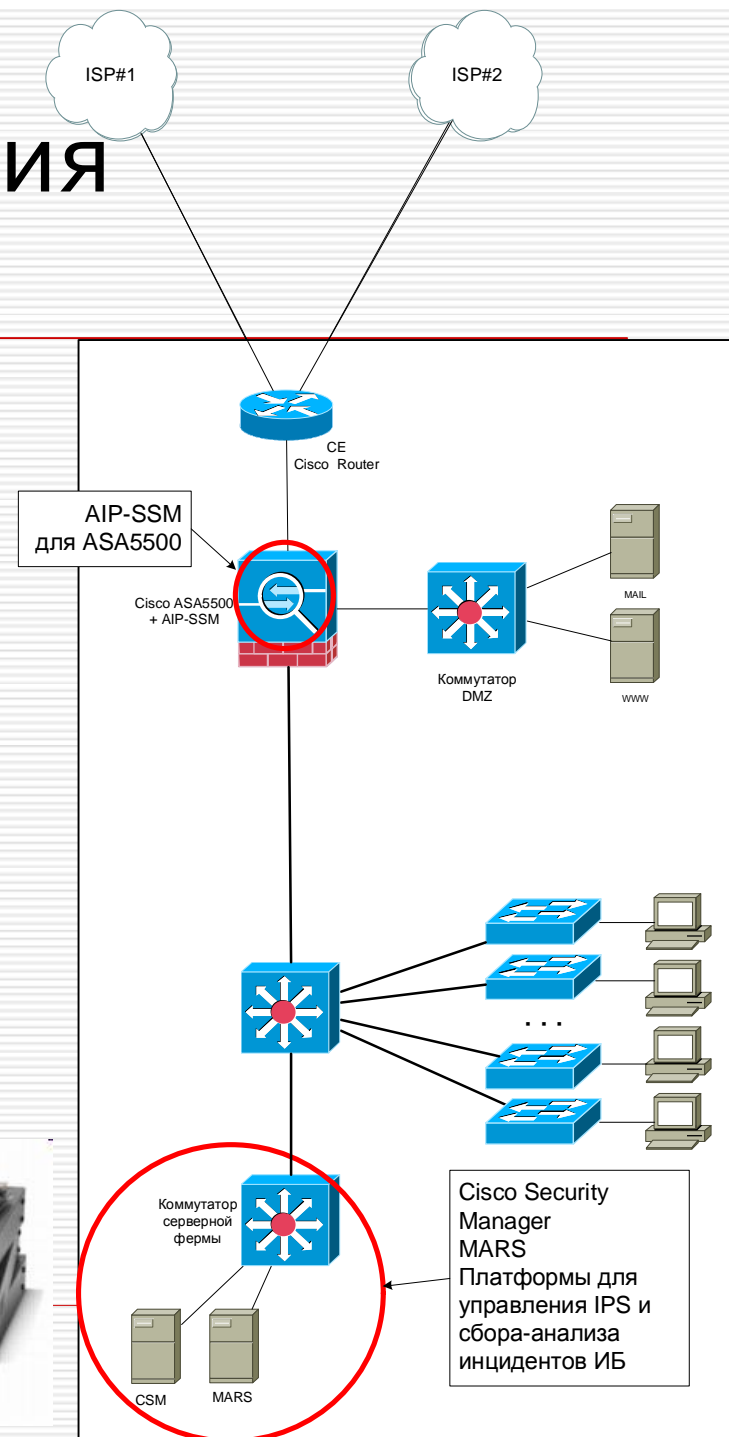 ISP#1
ISP#2
ия
CE
Cisco Router
AIP-SSM
для ASA5500
Cisco ASA5500
+ AIP-SSM
MAIL
Коммутатор
DMZ
WWW
. . .
Коммутатор
серверной
фермы
Cisco Security
Manager
MARS
Платформы для
управления IPS и
сбора-анализа
инцидентов ИБ
CSM
MARS